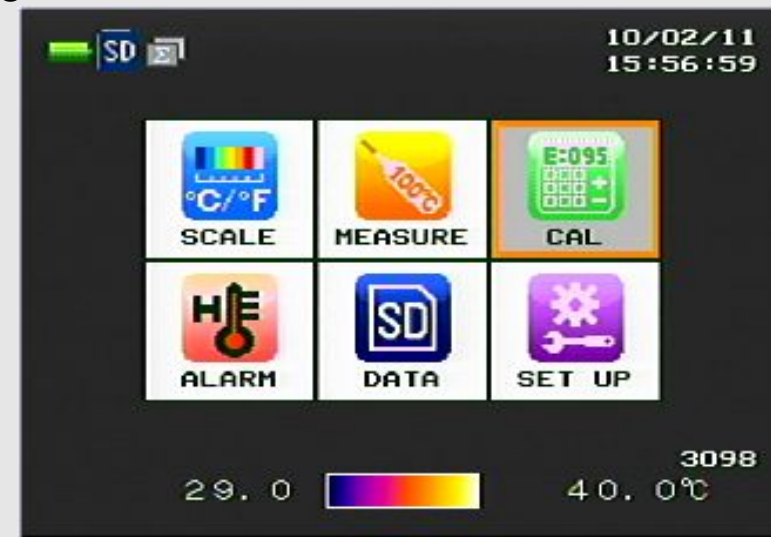 SD Σ
10/02/11
15:56:59
°C/°F
SCALE
100℃
MEASURE
E:095
CAL
H
ALARM
SD
DATA
SET UP
3098
29.0
40.0℃